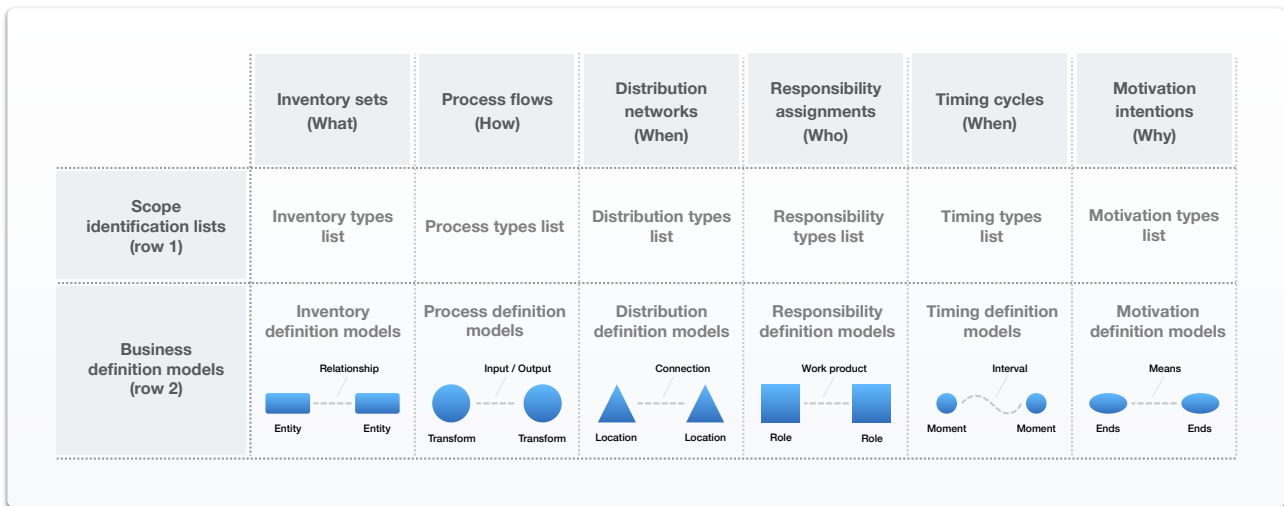 Inventory sets
(What)
Process flows
(How)
Distribution
networks
(When)
Responsibility
assignments
(Who)
Timing cycles
(When)
Motivation
intentions
(Why)
Scope
identification lists
(row 1)
Inventory types
list
Process types list
Distribution types
list
Responsibility
types list
Timing types
list
Motivation types
list
Business
definition models
(row 2)
Inventory
definition models
Relationship
Entity
Entity
Process definition
models
Input / Output
Transform
Transform
Distribution
definition models
Connection
Location
Location
Responsibility
definition models
Work product
Role
Role
Timing definition
models
Interval
Moment
Moment
Motivation
definition models
Means
Ends
Ends